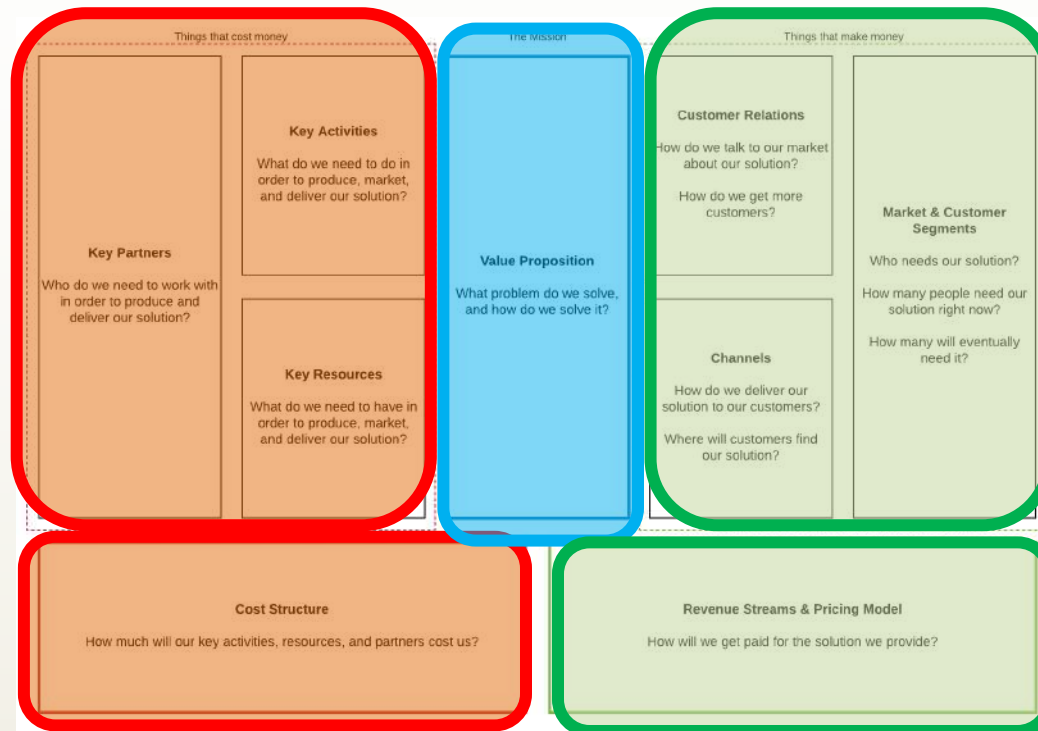 Things that cost money
The Mission
Things that make money
Key Partners
Who do we need to work with
in order to produce and
deliver our solution?
Key Activities
What do we need to do in
order to produce, market,
and deliver our solution?
Key Resources
What do we need to have in
order to produce, market,
and deliver our solution?
Value Proposition
What problem do we solve,
and how do we solve it?
Customer Relations
How do we talk to our market
about our solution?
How do we get more
customers?
Channels
How do we deliver our
solution to our customers?
Where will customers find
our solution?
Market & Customer
Segments
Who needs our solution?
How many people need our
solution right now?
How many will eventually
need it?
Cost Structure
How much will our key activities, resources, and partners cost us?
Revenue Streams & Pricing Model
How will we get paid for the solution we provide?